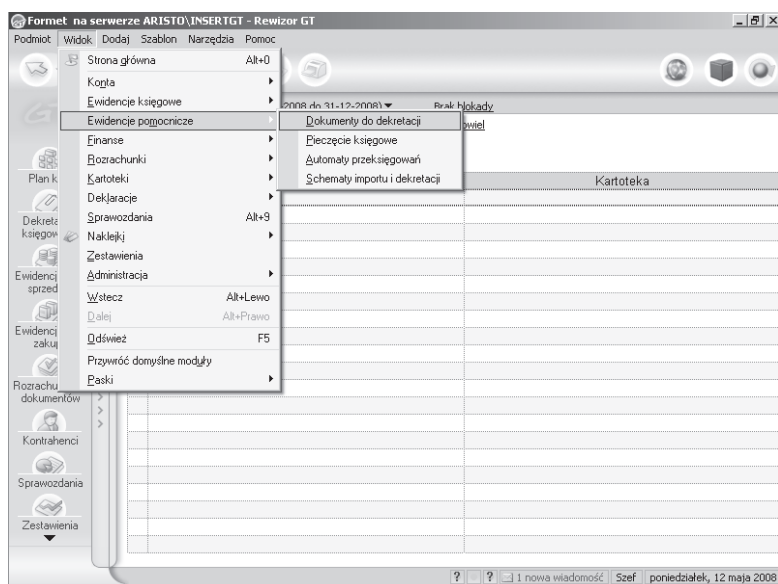 Formet na serwerze ARISTO\INSERTGT - Rewizor GT
Podmiot Widok Dodaj Szablon Narzędzia Pomoc
Strona główna Alt+0
Konta
Ewidencje księgowe
2008 do 31-12-2008) Brak blokady
Ewidencje pomocnicze
Dokumenty do dekretacji
Finanse
Pieczęcie księgowe
Rozrachunki
Automaty przeksięgowań
Plan k
Kartoteki
Schematy importu i dekretacji
Kartoteka
Deklaracje
Sprawozdania Alt+9
Dekreta
księgow
Naklejki
Zestawienia
Ewidencj
sprzed
Administracja
Wstecz Alt+Lewo
Dalej Alt+Prawo
Ewidencj
zaku
Odśwież F5
Przywróć domyślne moduły
Paski
Rozrachu
dokumentów
Kontrahenci
Sprawozdania
Zestawienia
? ? 1 nowa wiadomość Szef poniedziałek, 12 maja 2008